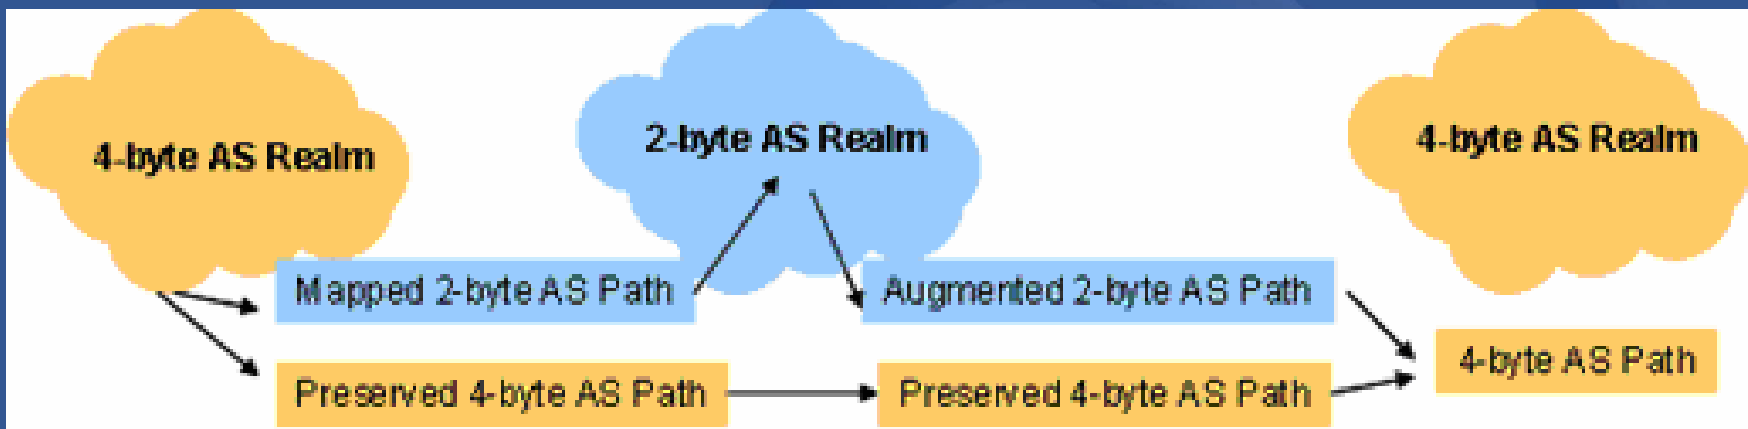 4-byte AS Realm
2-byte AS Realm
4-byte AS Realm
Mapped 2-byte AS Path
Augmented 2-byte AS Path
4-byte AS Path
Preserved 4-byte AS Path
Preserved 4-byte AS Path